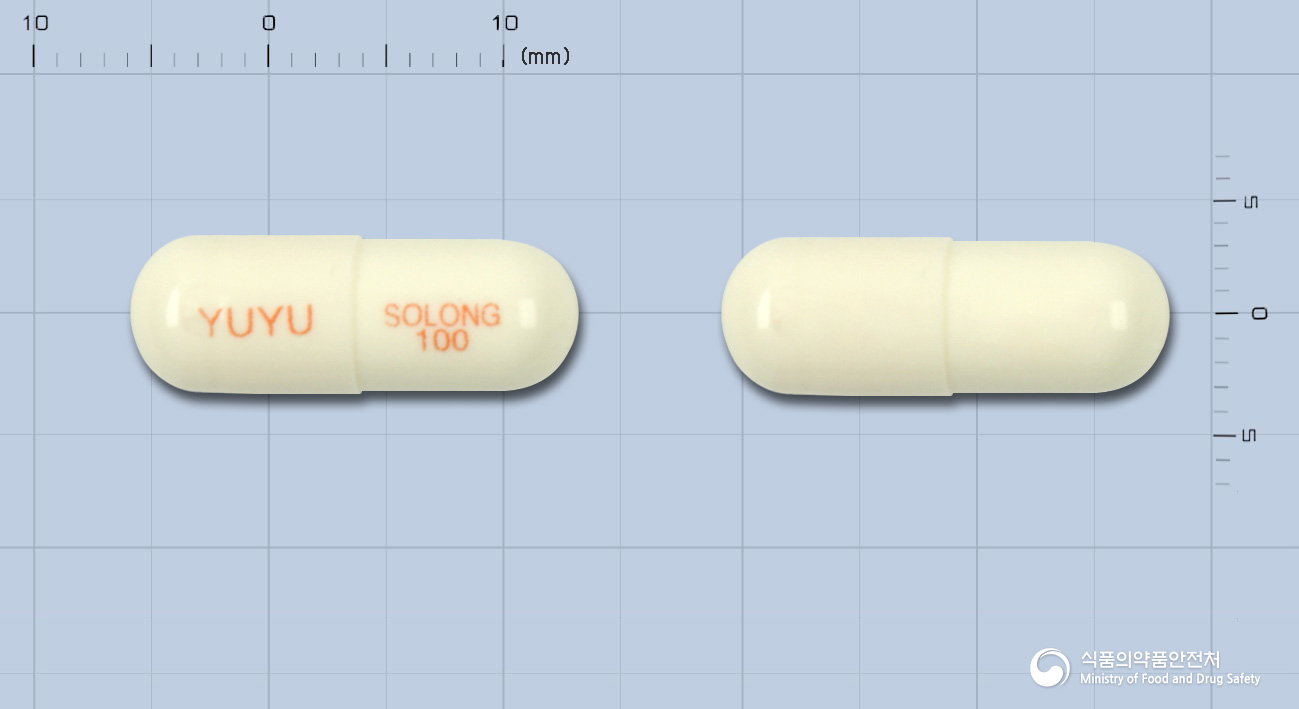 10 0 10
(mm)
5
0
5
YUYU
SOLONG
100
식품의약품안전처
Ministry of Food and Drug Safety